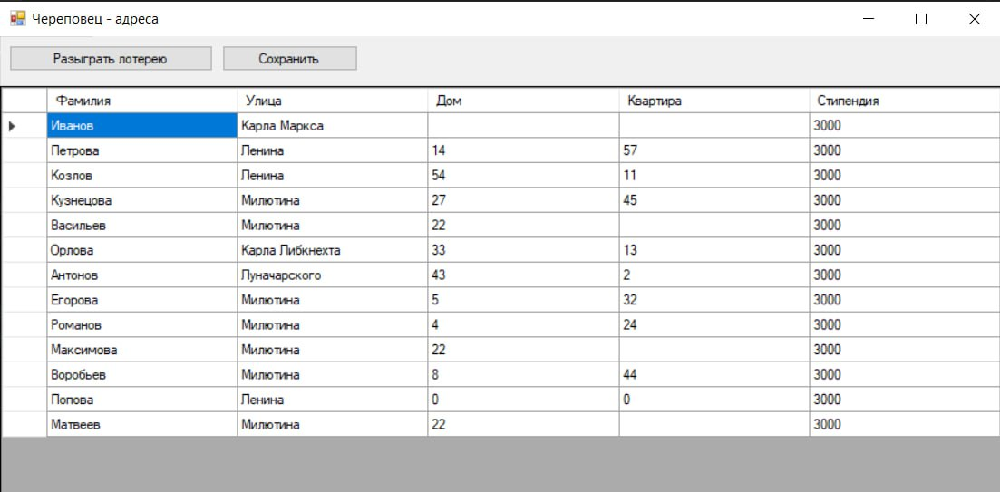 Череповец - адреса
Разыграть лотерею Сохранить
Фамилия Улица Дом Квартира Стипендия
Иванов Карла Маркса 3000
Петрова Ленина 14 57 3000
Козлов Ленина 54 11 3000
Кузнецова Милютина 27 45 3000
Васильев Милютина 22 3000
Орлова Карла Либкнехта 33 13 3000
Антонов Луначарского 43 2 3000
Егорова Милютина 5 32 3000
Романов Милютина 4 24 3000
Максимова Милютина 22 3000
Воробьев Милютина 8 44 3000
Попова Ленина 0 0 3000
Матвеев Милютина 22 3000